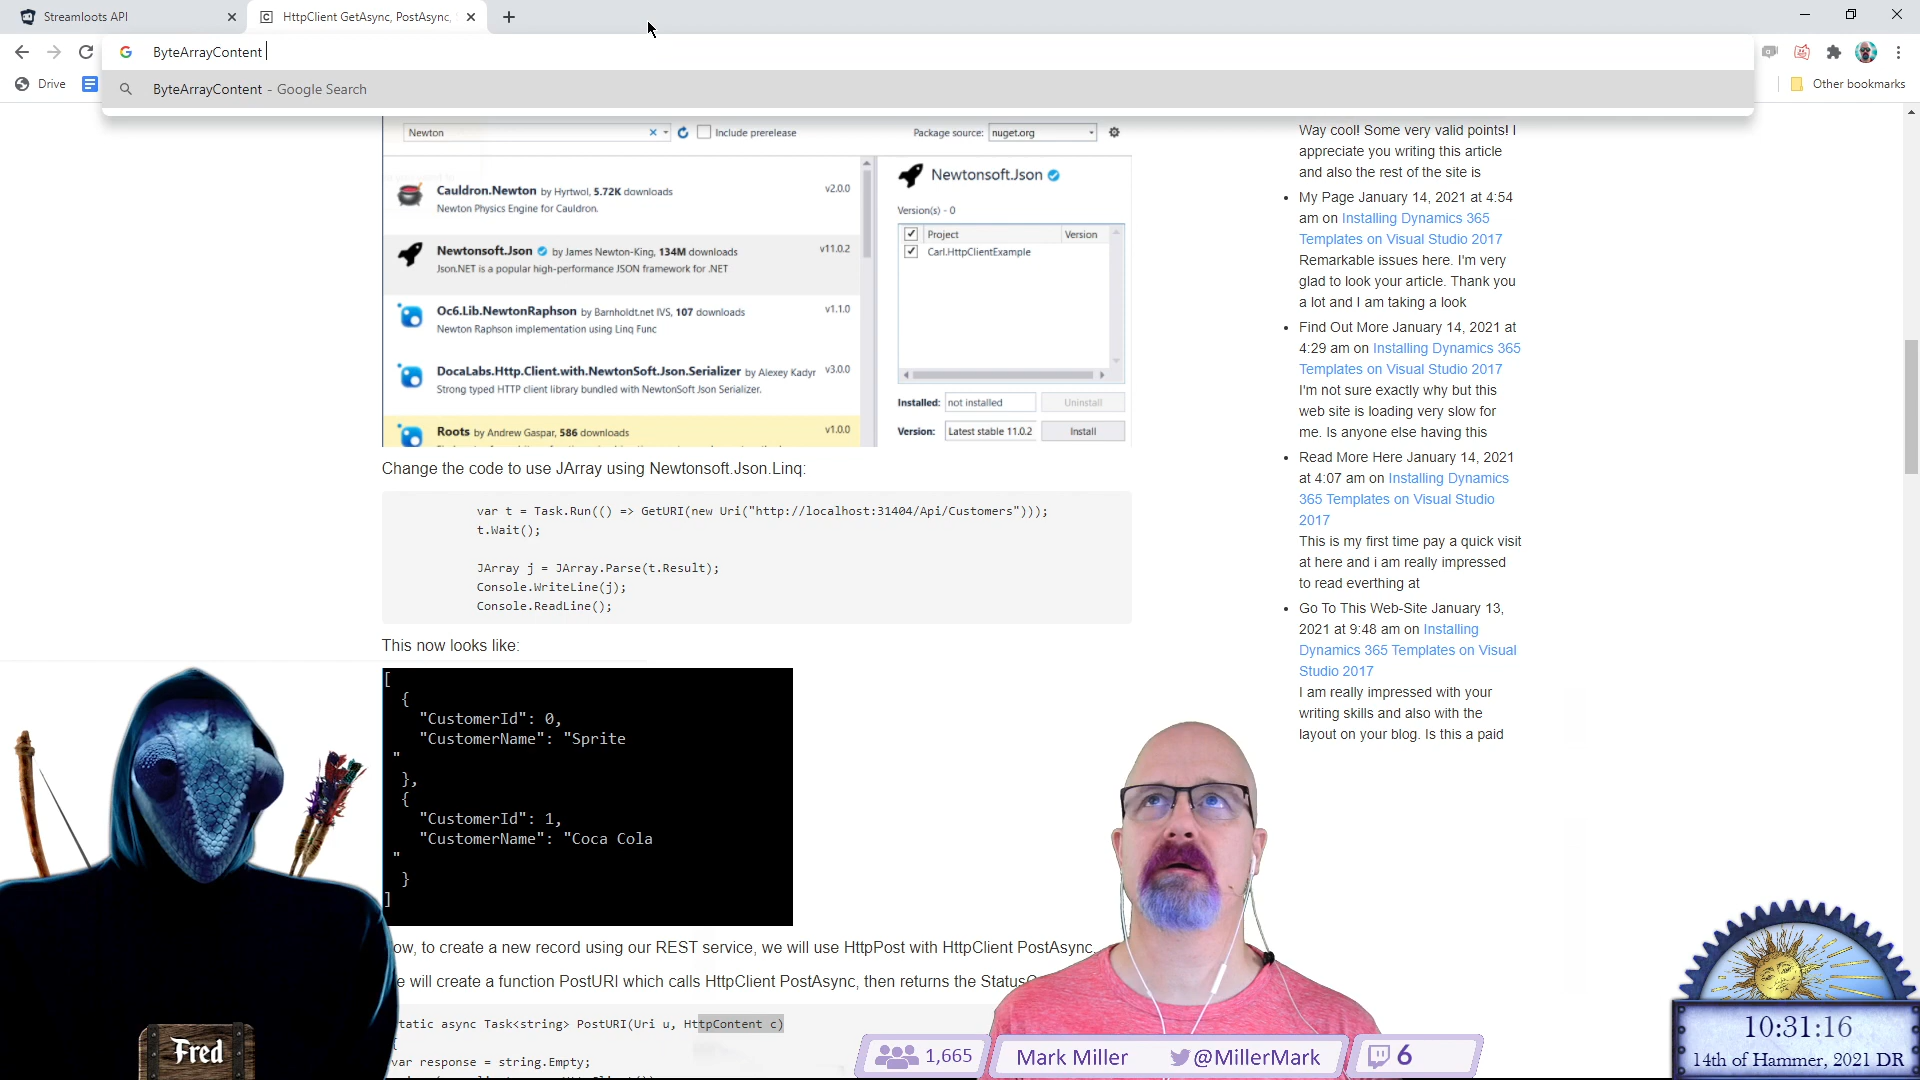 Streamloots API
HttpClient GetAsync, PostAsync,
ByteArrayContent
Drive
ByteArrayContent - Google Search
Other bookmarks
Newton
Include prerelease
Package source: nuget.org
Cauldron.Newton by Hyrtwol, 5.72K downloads
v2.0.0
Newton Physics Engine for Cauldron.
Newtonsoft.Json by James Newton-King, 134M downloads
v11.0.2
Json.NET is a popular high-performance JSON framework for .NET
Oc6.Lib.NewtonRaphson by Barnholdt.net IVS, 107 downloads
v1.1.0
Newton Raphson implementation using Linq Func
DocaLabs.Http.Client.with.NewtonSoft.Json.Serializer by Alexey Kadyr
v3.0.0
Strong typed HTTP client library bundled with NewtonSoft Json Serializer.
Roots by Andrew Gaspar, 586 downloads
v1.0.0
Newtonsoft.Json
Version(s) - 0
Project
Version
Carl.HttpClientExample
Installed: not installed
Uninstall
Version: Latest stable 11.0.2
Install
Change the code to use JArray using Newtonsoft.Json.Linq:
var t = Task.Run(() => GetURI(new Uri("http://localhost:31404/Api/Customers")));
t.Wait();
JArray j = JArray.Parse(t.Result);
Console.WriteLine(j);
Console.ReadLine();
This now looks like:
[
{
"CustomerId": 0,
"CustomerName": "Sprite
"
},
{
"CustomerId": 1,
"CustomerName": "Coca Cola
"
}
]
ow, to create a new record using our REST service, we will use HttpPost with HttpClient PostAsync.
e will create a function PostURI which calls HttpClient PostAsync, then returns the
tatic async Task<string> PostURI(Uri u, HttpContent c)
{
var response = string.Empty;
Way cool! Some very valid points! I
appreciate you writing this article
and also the rest of the site is
My Page January 14, 2021 at 4:54
am on Installing Dynamics 365
Templates on Visual Studio 2017
Remarkable issues here. I'm very
glad to look your article. Thank you
a lot and I am taking a look
Find Out More January 14, 2021 at
4:29 am on Installing Dynamics 365
Templates on Visual Studio 2017
I'm not sure exactly why but this
web site is loading very slow for
me. Is anyone else having this
Read More Here January 14, 2021
at 4:07 am on Installing Dynamics
365 Templates on Visual Studio
2017
This is my first time pay a quick visit
at here and i am really impressed
to read everthing at
Go To This Web-Site January 13,
2021 at 9:48 am on Installing
Dynamics 365 Templates on Visual
Studio 2017
I am really impressed with your
writing skills and also with the
layout on your blog. Is this a paid
Fred
1,665
Mark Miller
@MillerMark
6
10:31:16
14th of Hammer, 2021 DR